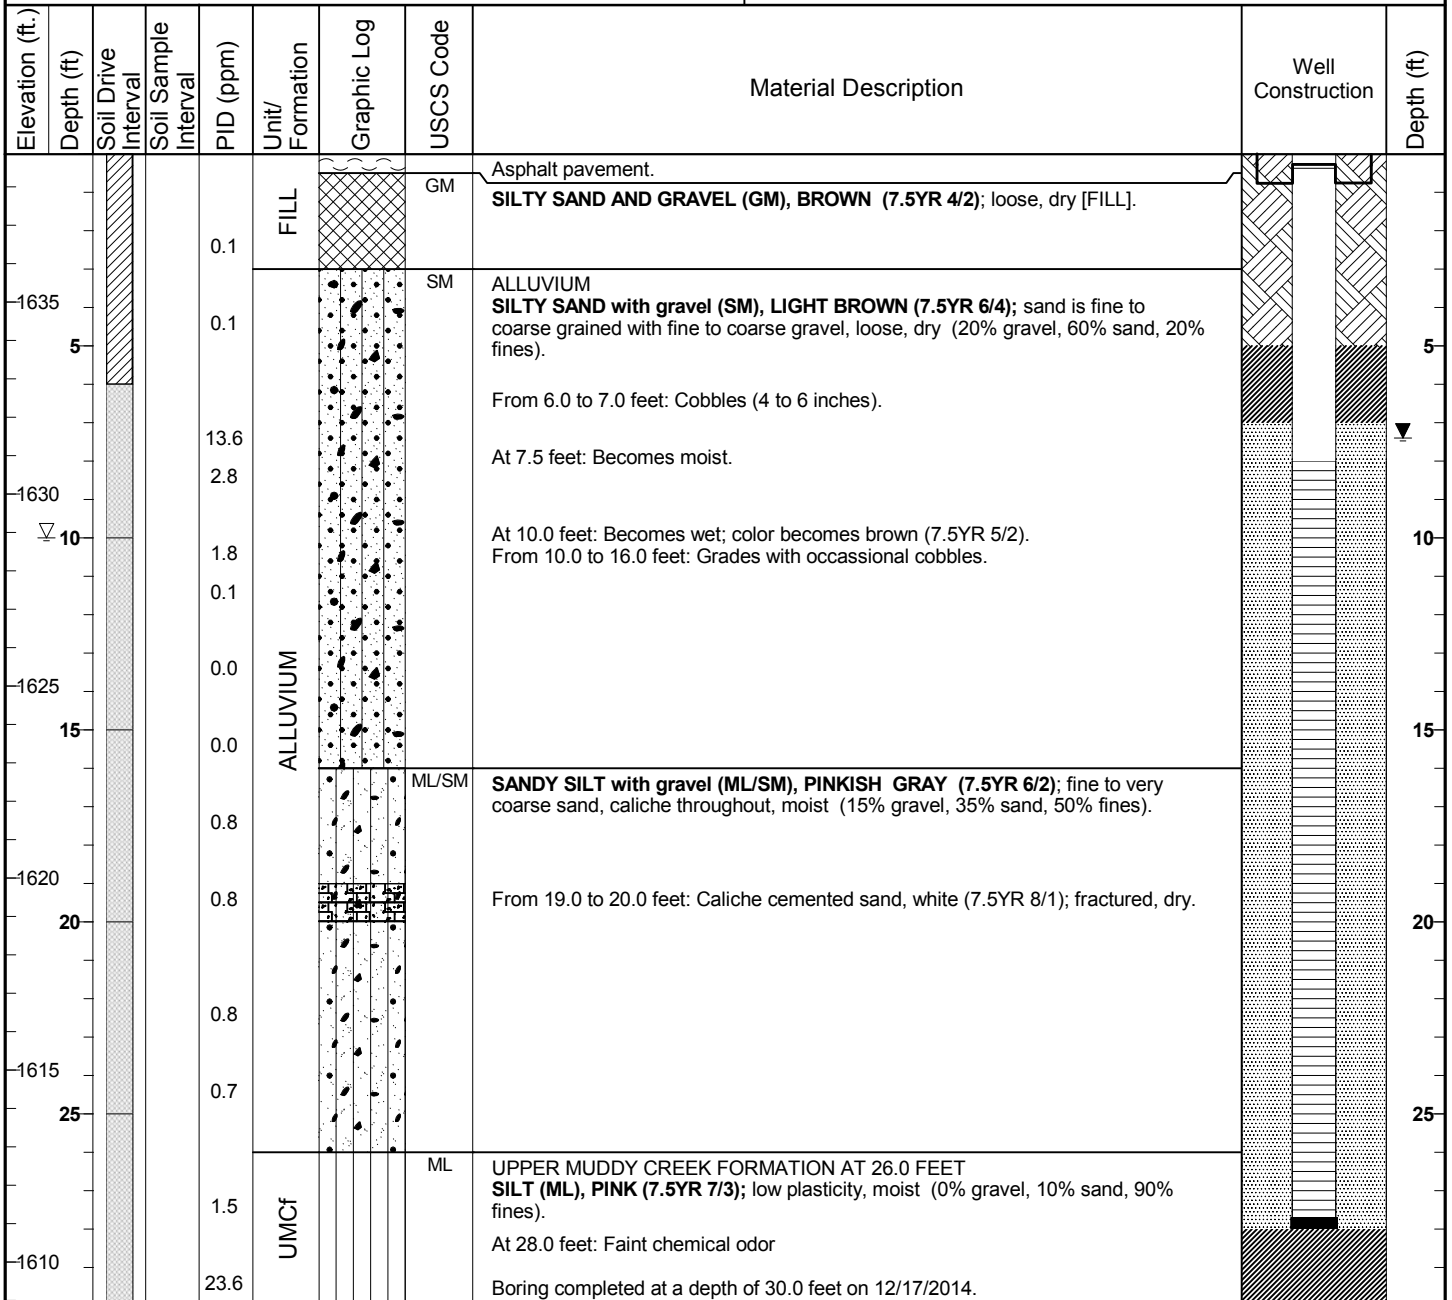 Elevation (ft.)
Depth (ft)
Soil Drive
Interval
Soil Sample
Interval
PID (ppm)
Unit/
Formation
Graphic Log
USCS Code
Material Description
Well
Construction
Depth (ft)
Asphalt pavement.
FILL
GM
SILTY SAND AND GRAVEL (GM), BROWN (7.5YR 4/2); loose, dry [FILL].
0.1
SM
ALLUVIUM
1635
SILTY SAND with gravel (SM), LIGHT BROWN (7.5YR 6/4); sand is fine to
0.1
coarse grained with fine to coarse gravel, loose, dry (20% gravel, 60% sand, 20%
5
fines).
5
From 6.0 to 7.0 feet: Cobbles (4 to 6 inches).
13.6
At 7.5 feet: Becomes moist.
2.8
1630
At 10.0 feet: Becomes wet; color becomes brown (7.5YR 5/2).
10
10
1.8
From 10.0 to 16.0 feet: Grades with occassional cobbles.
0.1
0.0
1625
ALLUVIUM
15
15
0.0
ML/SM
SANDY SILT with gravel (ML/SM), PINKISH GRAY (7.5YR 6/2); fine to very
coarse sand, caliche throughout, moist (15% gravel, 35% sand, 50% fines).
0.8
1620
0.8
From 19.0 to 20.0 feet: Caliche cemented sand, white (7.5YR 8/1); fractured, dry.
20
20
0.8
1615
0.7
25
25
ML
UPPER MUDDY CREEK FORMATION AT 26.0 FEET
SILT (ML), PINK (7.5YR 7/3); low plasticity, moist (0% gravel, 10% sand, 90%
1.5
UMCf
fines).
At 28.0 feet: Faint chemical odor
1610
23.6
Boring completed at a depth of 30.0 feet on 12/17/2014.